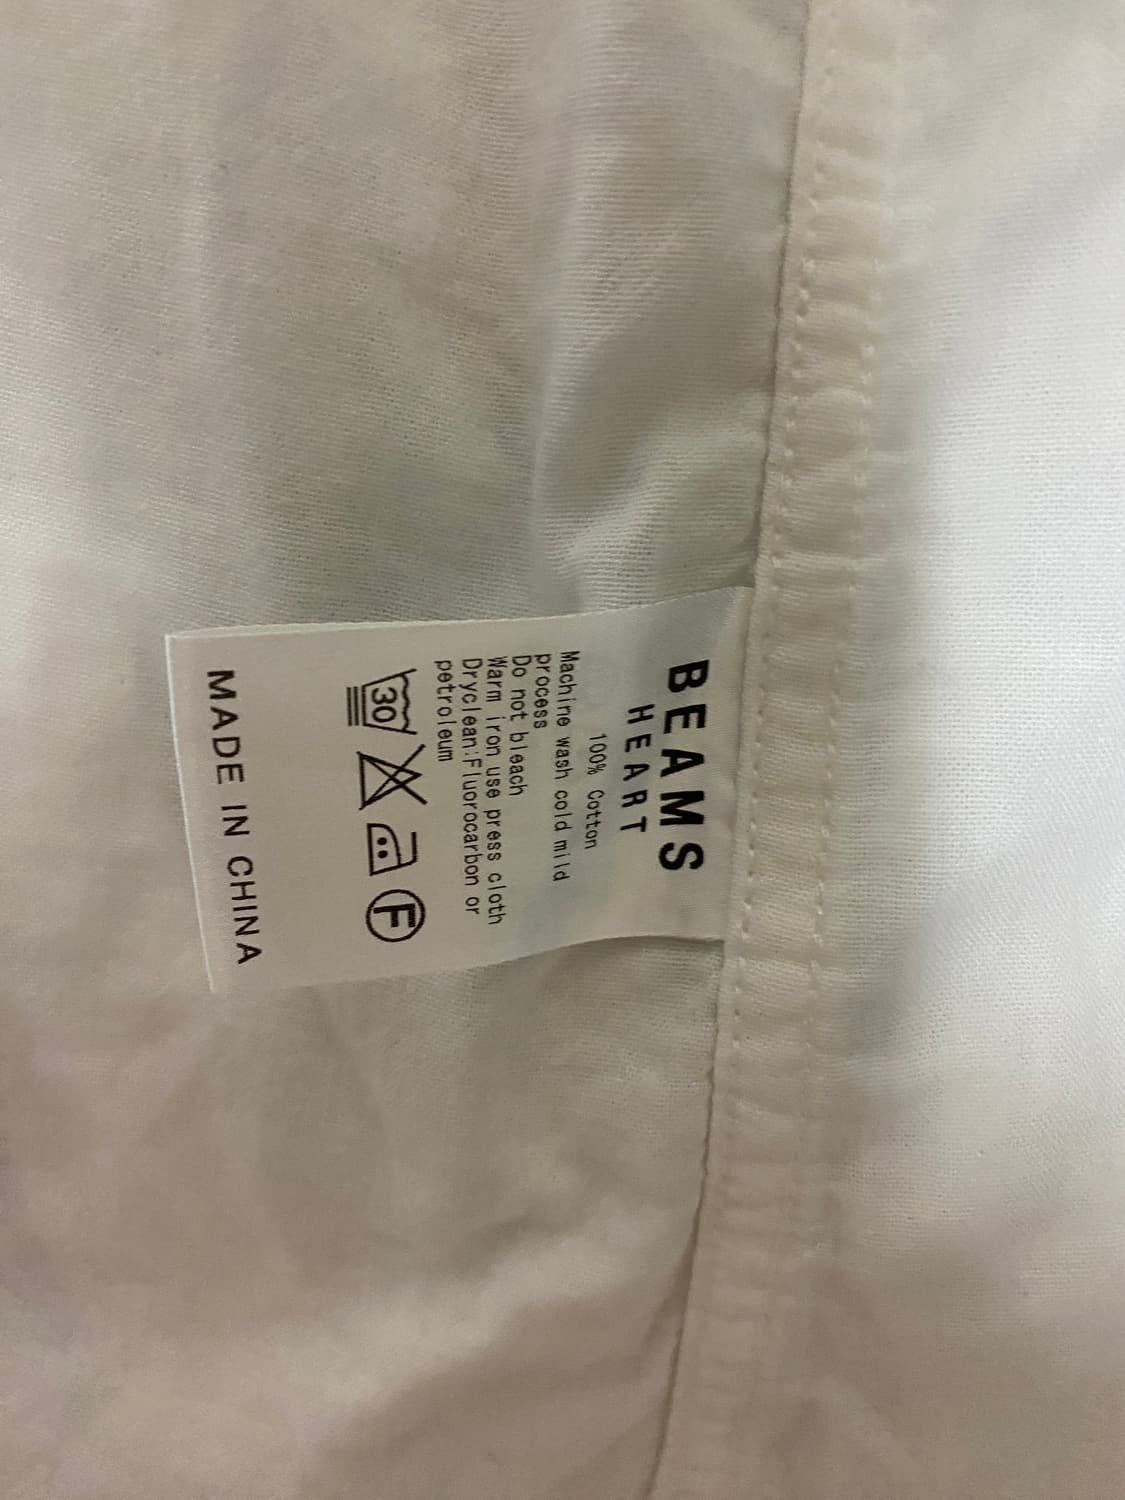 BEAMS
HEART
100% Cotton
Machine wash cold mild
process
Do not bleach
Warm iron use press cloth
Dryclean:Fluorocarbon or
petroleum
30 F
MADE IN CHINA